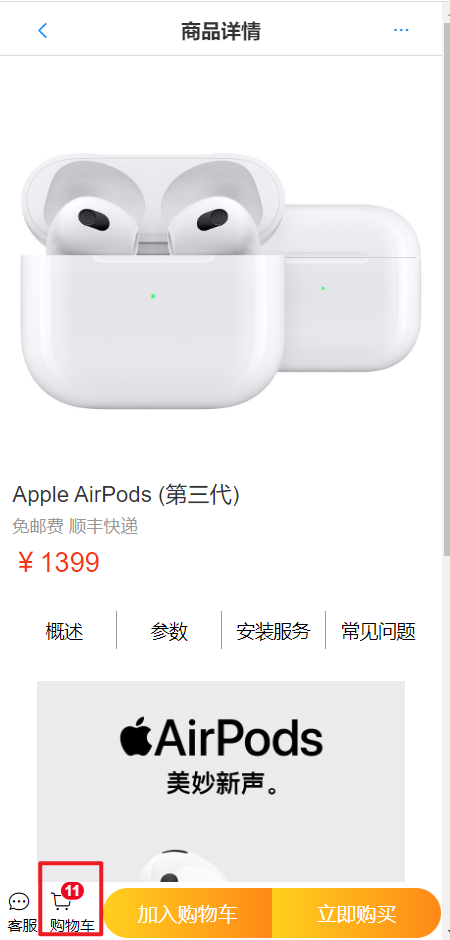 商品详情
Apple AirPods (第三代)
免邮费 顺丰快递
¥ 1399
概述 参数 安装服务 常见问题
AirPods
美妙新声。
11
客服 购物车 加入购物车 立即购买